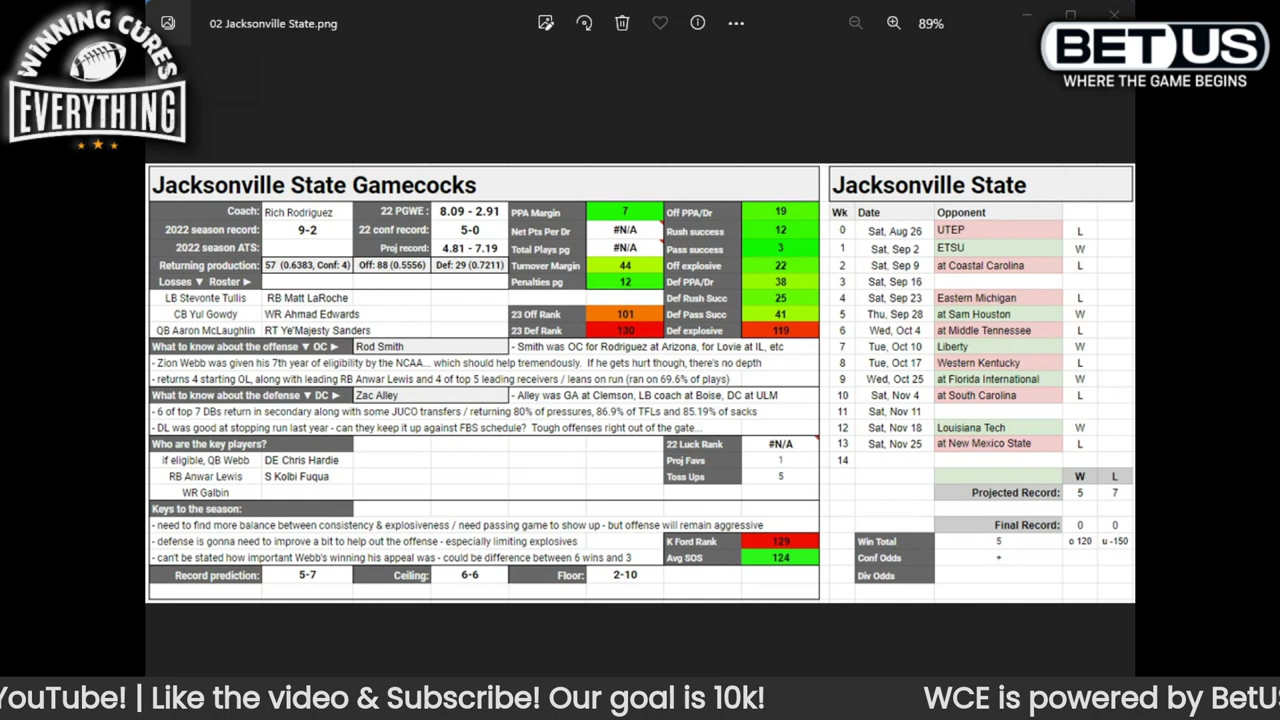 02 Jacksonville State.png
89%
WINNING CURES
EVERYTHING
BETUS
WHERE THE GAME BEGINS
Jacksonville State Gamecocks
Coach: Rich Rodriguez 22 PGWE : 8.09 - 2.91 PPA Margin 7 Off PPA/Dr 19
2022 season record: 9-2 22 conf record: 5-0 Net Pts Per Dr #N/A Rush success 12
2022 season ATS: Proj record: 4.81 - 7.19 Total Plays pg #N/A Pass success 3
Returning production: 57 (0.6383, Conf: 4) Off: 88 (0.5556) Def: 29 (0.7211) Turnover Margin 44 Off explosive 22
Losses ▼ Roster ► Penalties pg 12 Def PPA/Dr 38
LB Stevonte Tullis RB Matt LaRoche Def Rush Succ 25
CB Yul Gowdy WR Ahmad Edwards 23 Off Rank 101 Def Pass Succ 41
QB Aaron McLaughlin RT Ye'Majesty Sanders 23 Def Rank 130 Def explosive 119
What to know about the offense ▼ OC ► Rod Smith - Smith was OC for Rodriguez at Arizona, for Lovie at IL, etc
- Zion Webb was given his 7th year of eligibility by the NCAA... which should help tremendously. If he gets hurt though, there's no depth
- returns 4 starting OL, along with leading RB Anwar Lewis and 4 of top 5 leading receivers / leans on run (ran on 69.6% of plays)
What to know about the defense ▼ DC ► Zac Alley - Alley was GA at Clemson, LB coach at Boise, DC at ULM
- 6 of top 7 DBs return in secondary along with some JUCO transfers / returning 80% of pressures, 86.9% of TFLs and 85.19% of sacks
- DL was good at stopping run last year - can they keep it up against FBS schedule? Tough offenses right out of the gate...
Who are the key players? 22 Luck Rank #N/A
if eligible, QB Webb DE Chris Hardie Proj Favs 1
RB Anwar Lewis S Kolbi Fuqua Toss Ups 5
WR Galbin
Keys to the season:
- need to find more balance between consistency & explosiveness / need passing game to show up - but offense will remain aggressive
- defense is gonna need to improve a bit to help out the offense - especially limiting explosives K Ford Rank 129
- can't be stated how important Webb's winning his appeal was - could be difference between 6 wins and 3 Avg SOS 124
Record prediction: 5-7 Ceiling: 6-6 Floor: 2-10
Jacksonville State
Wk Date Opponent
0 Sat, Aug 26 UTEP L
1 Sat, Sep 2 ETSU W
2 Sat, Sep 9 at Coastal Carolina L
3 Sat, Sep 16
4 Sat, Sep 23 Eastern Michigan L
5 Thu, Sep 28 at Sam Houston W
6 Wed, Oct 4 at Middle Tennessee L
7 Tue, Oct 10 Liberty W
8 Tue, Oct 17 Western Kentucky L
9 Wed, Oct 25 at Florida International W
10 Sat, Nov 4 at South Carolina L
11 Sat, Nov 11
12 Sat, Nov 18 Louisiana Tech W
13 Sat, Nov 25 at New Mexico State L
14
W L
Projected Record: 5 7
Final Record: 0 0
Win Total 5 o 120 u -150
Conf Odds +
Div Odds
YouTube! | Like the video & Subscribe! Our goal is 10k! WCE is powered by BetUS